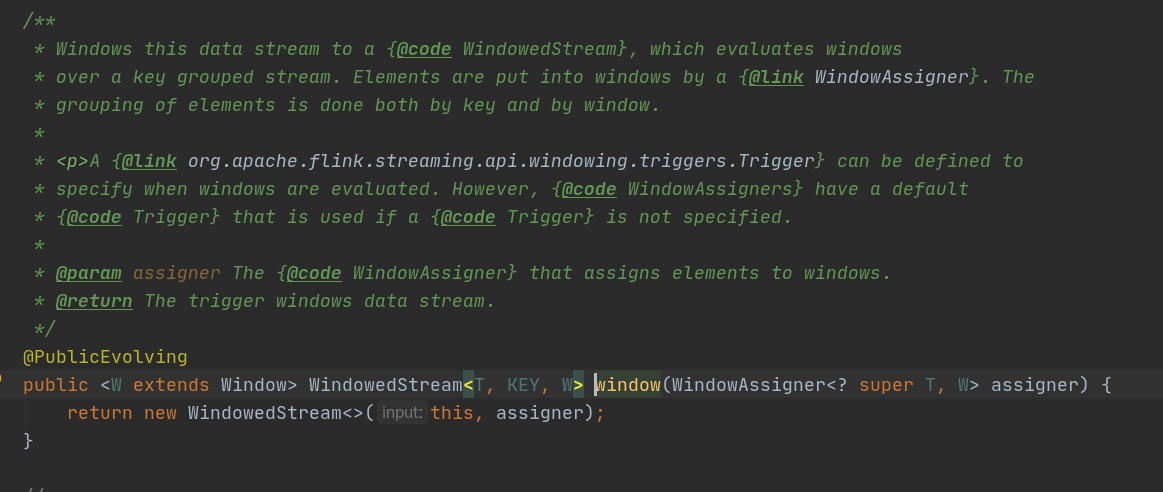 /**
 * Windows this data stream to a {@code WindowedStream}, which evaluates windows
 * over a key grouped stream. Elements are put into windows by a {@link WindowAssigner}. The
 * grouping of elements is done both by key and by window.
 *
 * <p>A {@link org.apache.flink.streaming.api.windowing.triggers.Trigger} can be defined to
 * specify when windows are evaluated. However, {@code WindowAssigners} have a default
 * {@code Trigger} that is used if a {@code Trigger} is not specified.
 *
 * @param assigner The {@code WindowAssigner} that assigns elements to windows.
 * @return The trigger windows data stream.
 */
@PublicEvolving
public <W extends Window> WindowedStream<T, KEY, W> window(WindowAssigner<? super T, W> assigner) {
    return new WindowedStream<>(input: this, assigner);
}
//